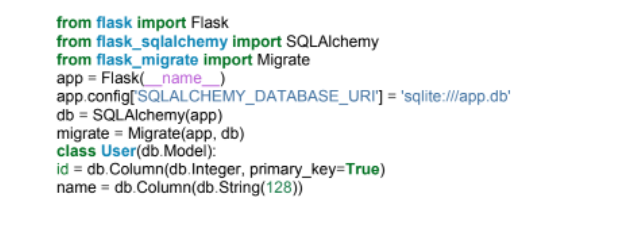 from flask import Flask
from flask_sqlalchemy import SQLAlchemy
from flask_migrate import Migrate
app = Flask(__name__)
app.config['SQLALCHEMY_DATABASE_URI'] = 'sqlite:///app.db'
db = SQLAlchemy(app)
migrate = Migrate(app, db)
class User(db.Model):
id = db.Column(db.Integer, primary_key=True)
name = db.Column(db.String(128))